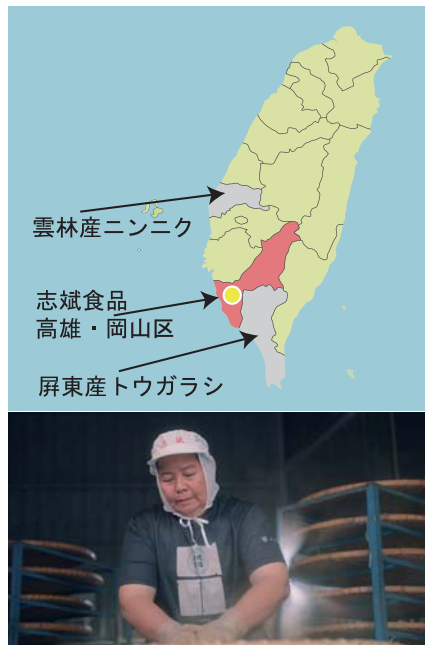 雲林産ニンニク
志斌食品
高雄・岡山区
屏東産トウガラシ